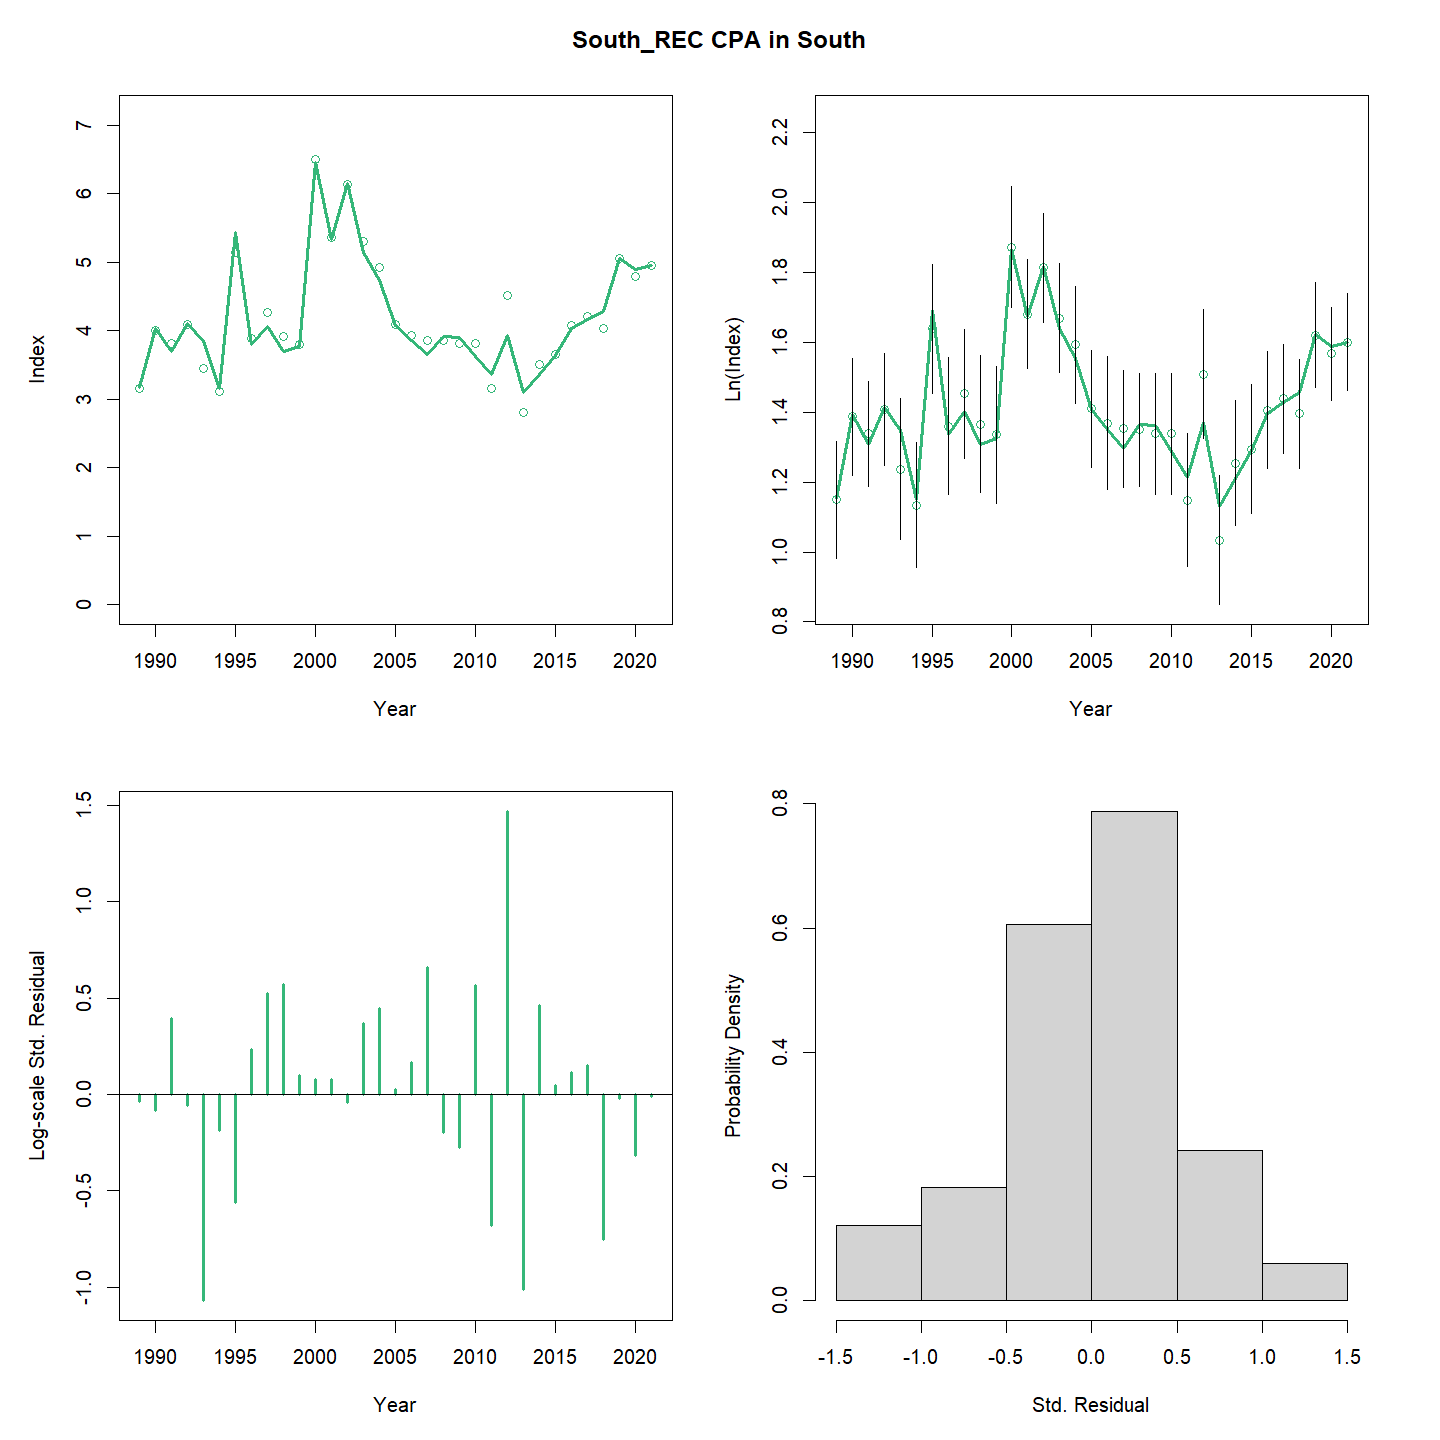 South_REC CPA in South
Index
7
6
5
4
3
2
1
0
1990 1995 2000 2005 2010 2015 2020
Year
Ln(Index)
2.2
2.0
1.8
1.6
1.4
1.2
1.0
0.8
1990 1995 2000 2005 2010 2015 2020
Year
Log-scale Std. Residual
1.5
1.0
0.5
0.0
-0.5
-1.0
1990 1995 2000 2005 2010 2015 2020
Year
Probability Density
0.8
0.6
0.4
0.2
0.0
-1.5 -1.0 -0.5 0.0 0.5 1.0 1.5
Std. Residual